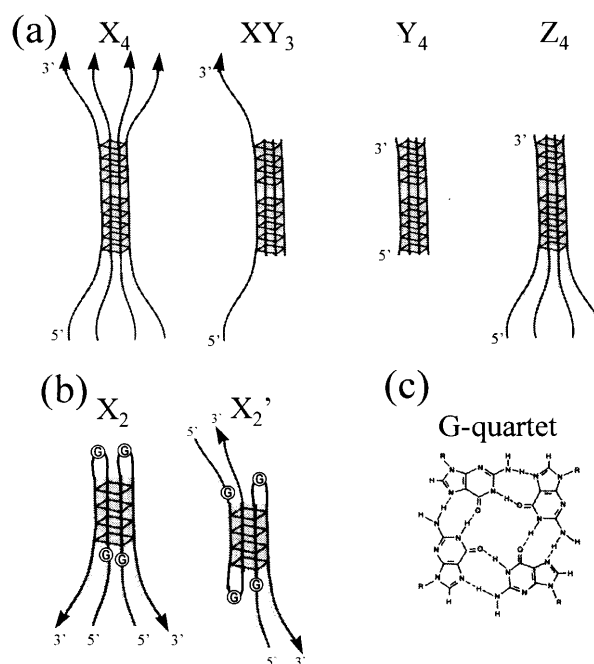 (a) X4 XY3 Y4 Z4
3' 3' 3' 3'
5' 5' 5' 5'
(b) (c)
X2 X2'
G-quartet
5' 3'
G G G G G G G
3' 5' 5' 3' 5' 3'
N H N R
H N N H N H N
R N N H O N
H O H N
N H H N H
N O H N
N O H N N H
R N N H N N R
H N H
H